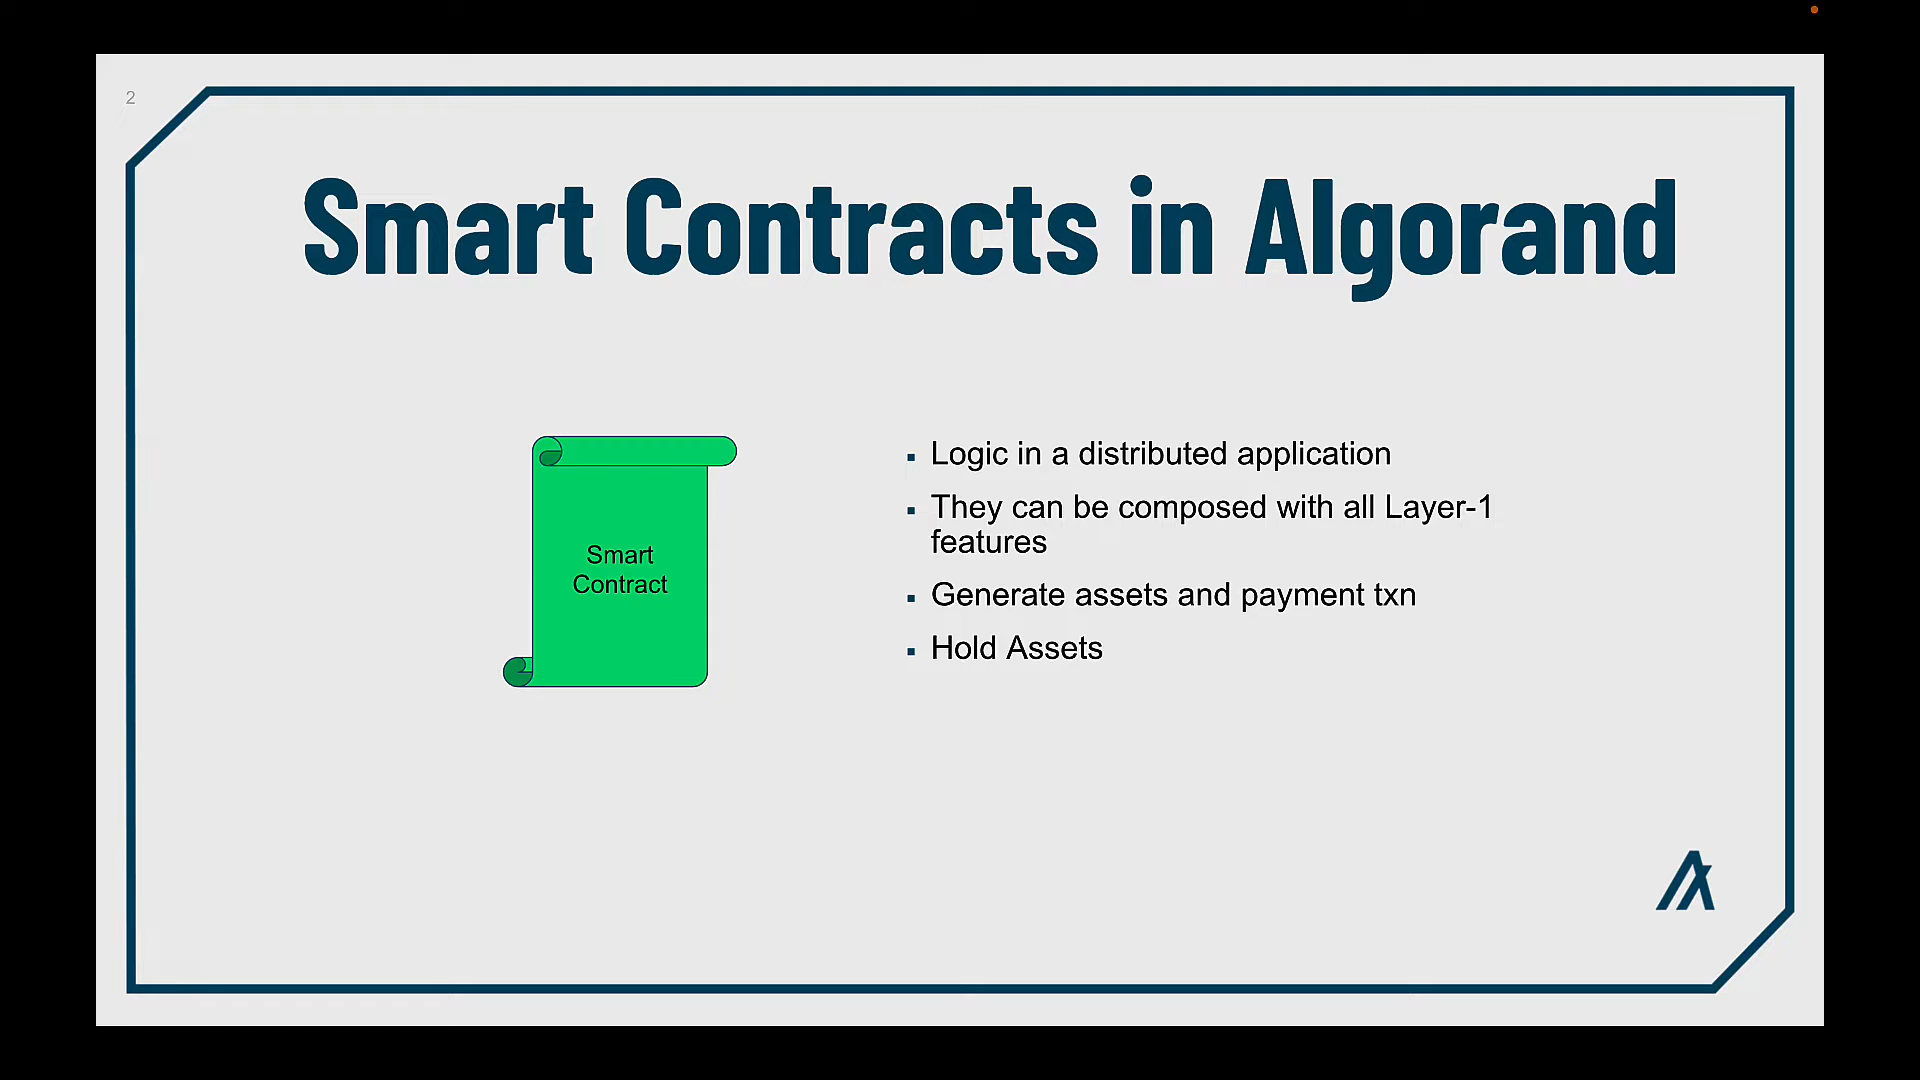 2
Smart Contracts in Algorand
Smart
Contract
▪ Logic in a distributed application
▪ They can be composed with all Layer-1
features
▪ Generate assets and payment txn
▪ Hold Assets